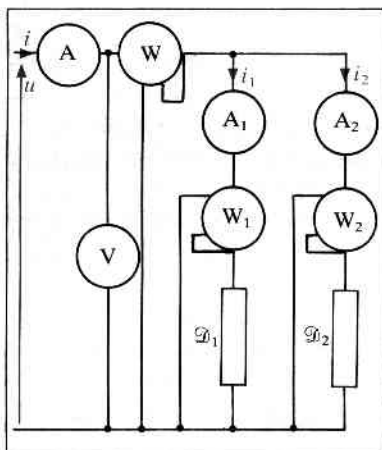 i A W
u i₁ i₂
A₁ A₂
V W₁ W₂
𝒟₁ 𝒟₂